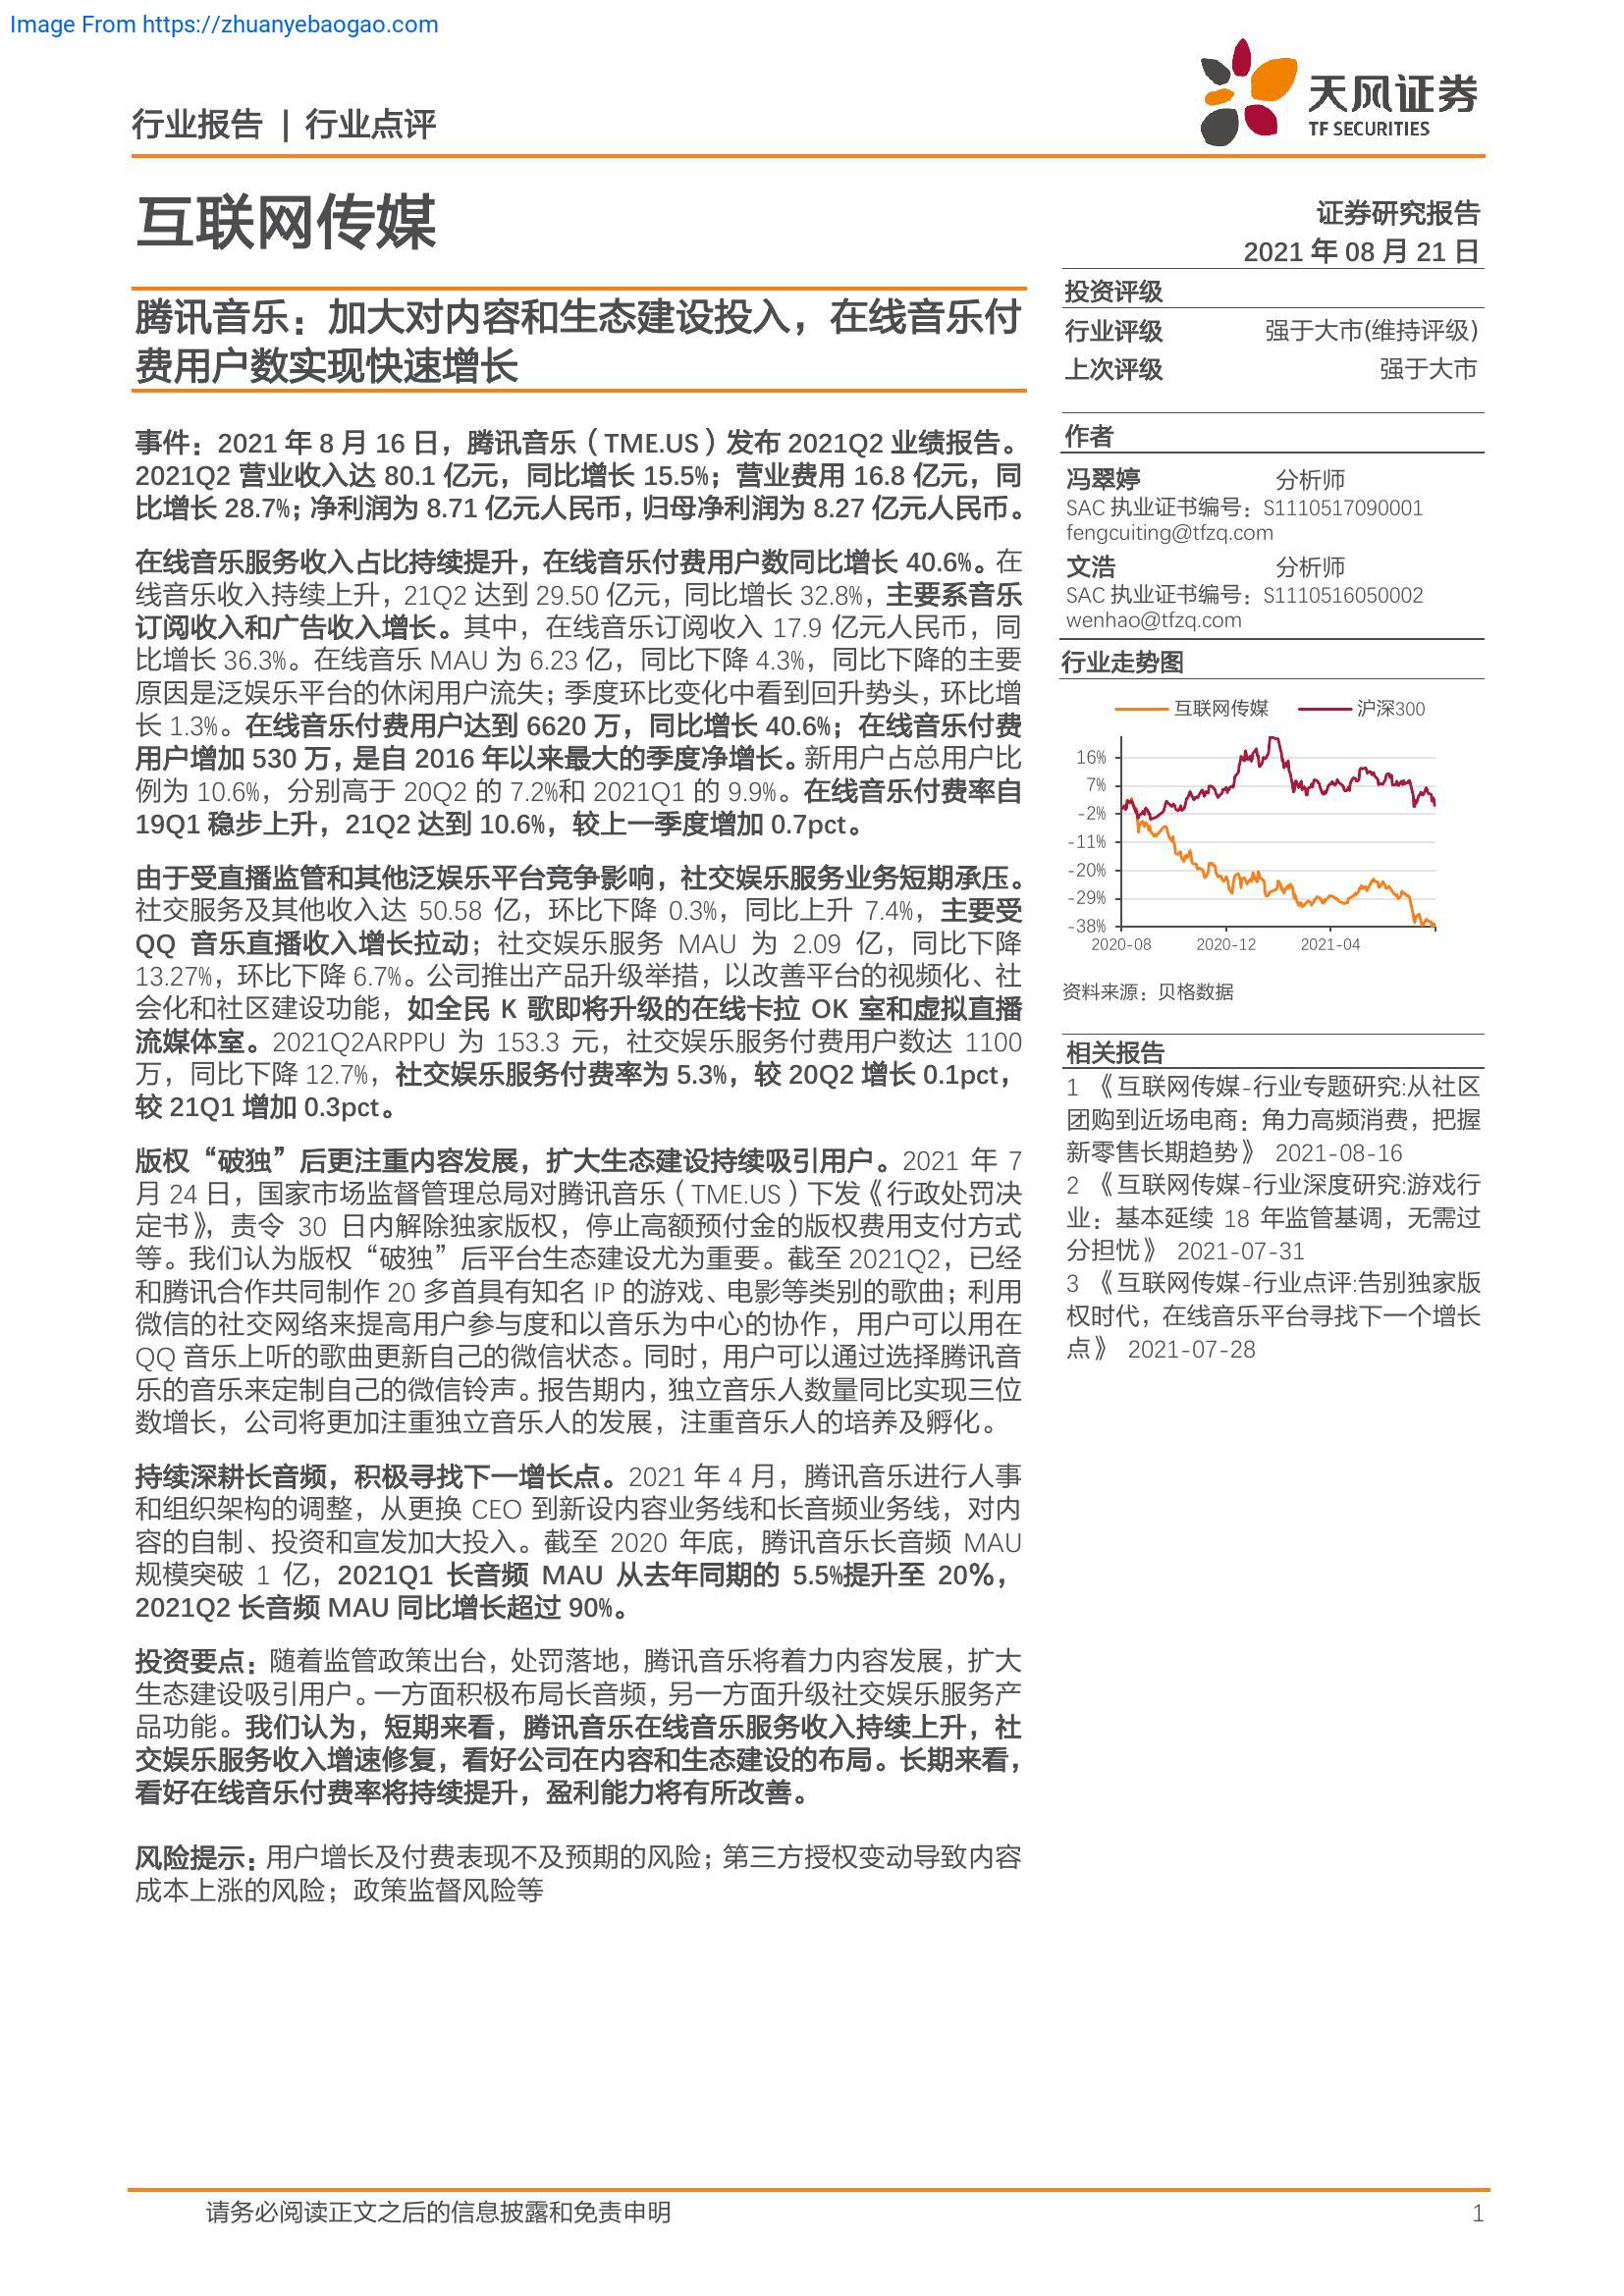 Image From https://zhuanyebaogao.com
行业报告 | 行业点评
天风证券
TF SECURITIES
互联网传媒
证券研究报告
2021 年 08 月 21 日
腾讯音乐：加大对内容和生态建设投入，在线音乐付
费用户数实现快速增长
事件：2021 年 8 月 16 日，腾讯音乐（TME.US）发布 2021Q2 业绩报告。
2021Q2 营业收入达 80.1 亿元，同比增长 15.5%；营业费用 16.8 亿元，同
比增长 28.7%；净利润为 8.71 亿元人民币，归母净利润为 8.27 亿元人民币。
在线音乐服务收入占比持续提升，在线音乐付费用户数同比增长 40.6%。在
线音乐收入持续上升，21Q2 达到 29.50 亿元，同比增长 32.8%，主要系音乐
订阅收入和广告收入增长。其中，在线音乐订阅收入 17.9 亿元人民币，同
比增长 36.3%。在线音乐 MAU 为 6.23 亿，同比下降 4.3%，同比下降的主要
原因是泛娱乐平台的休闲用户流失；季度环比变化中看到回升势头，环比增
长 1.3%。在线音乐付费用户达到 6620 万，同比增长 40.6%；在线音乐付费
用户增加 530 万，是自 2016 年以来最大的季度净增长。新用户占总用户比
例为 10.6%，分别高于 20Q2 的 7.2%和 2021Q1 的 9.9%。在线音乐付费率自
19Q1 稳步上升，21Q2 达到 10.6%，较上一季度增加 0.7pct。
由于受直播监管和其他泛娱乐平台竞争影响，社交娱乐服务业务短期承压。
社交服务及其他收入达 50.58 亿，环比下降 0.3%，同比上升 7.4%，主要受
QQ 音乐直播收入增长拉动；社交娱乐服务 MAU 为 2.09 亿，同比下降
13.27%，环比下降 6.7%。公司推出产品升级举措，以改善平台的视频化、社
会化和社区建设功能，如全民 K 歌即将升级的在线卡拉 OK 室和虚拟直播
流媒体室。2021Q2ARPPU 为 153.3 元，社交娱乐服务付费用户数达 1100
万，同比下降 12.7%，社交娱乐服务付费率为 5.3%，较 20Q2 增长 0.1pct，
较 21Q1 增加 0.3pct。
版权“破独”后更注重内容发展，扩大生态建设持续吸引用户。2021 年 7
月 24 日，国家市场监督管理总局对腾讯音乐（TME.US）下发《行政处罚决
定书》，责令 30 日内解除独家版权，停止高额预付金的版权费用支付方式
等。我们认为版权“破独”后平台生态建设尤为重要。截至 2021Q2，已经
和腾讯合作共同制作 20 多首具有知名 IP 的游戏、电影等类别的歌曲；利用
微信的社交网络来提高用户参与度和以音乐为中心的协作，用户可以用在
QQ 音乐上听的歌曲更新自己的微信状态。同时，用户可以通过选择腾讯音
乐的音乐来定制自己的微信铃声。报告期内，独立音乐人数量同比实现三位
数增长，公司将更加注重独立音乐人的发展，注重音乐人的培养及孵化。
持续深耕长音频，积极寻找下一增长点。2021 年 4 月，腾讯音乐进行人事
和组织架构的调整，从更换 CEO 到新设内容业务线和长音频业务线，对内
容的自制、投资和宣发加大投入。截至 2020 年底，腾讯音乐长音频 MAU
规模突破 1 亿，2021Q1 长音频 MAU 从去年同期的 5.5%提升至 20%，
2021Q2 长音频 MAU 同比增长超过 90%。
投资要点：随着监管政策出台，处罚落地，腾讯音乐将着力内容发展，扩大
生态建设吸引用户。一方面积极布局长音频，另一方面升级社交娱乐服务产
品功能。我们认为，短期来看，腾讯音乐在线音乐服务收入持续上升，社
交娱乐服务收入增速修复，看好公司在内容和生态建设的布局。长期来看，
看好在线音乐付费率将持续提升，盈利能力将有所改善。
风险提示：用户增长及付费表现不及预期的风险；第三方授权变动导致内容
成本上涨的风险；政策监督风险等
投资评级
行业评级 强于大市(维持评级)
上次评级 强于大市
作者
冯翠婷 分析师
SAC 执业证书编号：S1110517090001
fengcuiting@tfzq.com
文浩 分析师
SAC 执业证书编号：S1110516050002
wenhao@tfzq.com
行业走势图
互联网传媒 沪深300
16%
7%
-2%
-11%
-20%
-29%
-38%
2020-08 2020-12 2021-04
资料来源：贝格数据
相关报告
1 《互联网传媒-行业专题研究:从社区
团购到近场电商：角力高频消费，把握
新零售长期趋势》 2021-08-16
2 《互联网传媒-行业深度研究:游戏行
业：基本延续 18 年监管基调，无需过
分担忧》 2021-07-31
3 《互联网传媒-行业点评:告别独家版
权时代，在线音乐平台寻找下一个增长
点》 2021-07-28
请务必阅读正文之后的信息披露和免责申明 1